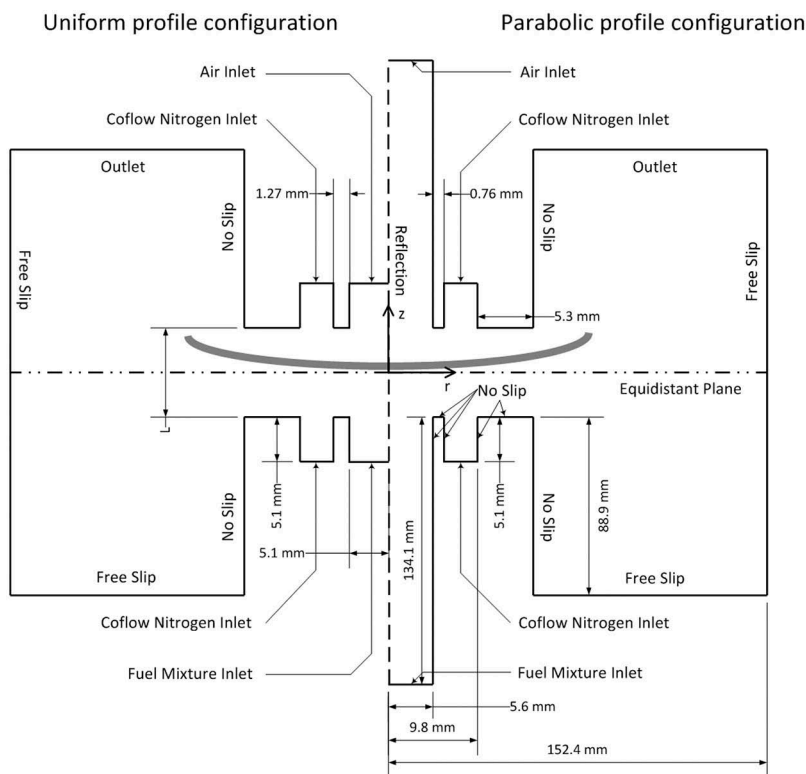 Uniform profile configuration
Parabolic profile configuration
Air Inlet
Air Inlet
Coflow Nitrogen Inlet
Coflow Nitrogen Inlet
Outlet
Outlet
1.27 mm
0.76 mm
No Slip
No Slip
Reflection
Free Slip
Free Slip
5.3 mm
z
r
Equidistant Plane
No Slip
L
5.1 mm
5.1 mm
88.9 mm
134.1 mm
No Slip
No Slip
5.1 mm
Free Slip
Free Slip
Coflow Nitrogen Inlet
Coflow Nitrogen Inlet
Fuel Mixture Inlet
Fuel Mixture Inlet
5.6 mm
9.8 mm
152.4 mm